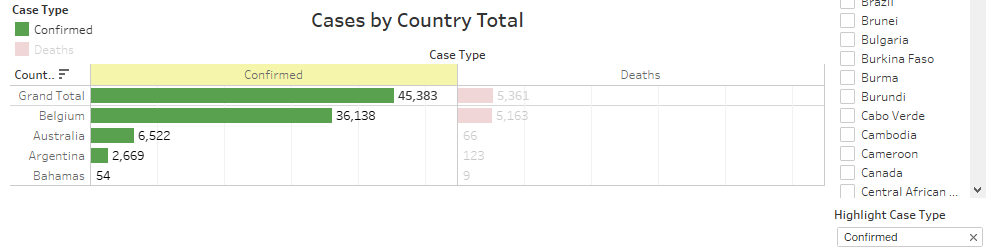 Case Type
Confirmed
Deaths
Cases by Country Total
Case Type
Count..
Confirmed
Deaths
Grand Total 45,383 5,361
Belgium 36,138 5,163
Australia 6,522 66
Argentina 2,669 123
Bahamas 54 9
Brazil
Brunei
Bulgaria
Burkina Faso
Burma
Burundi
Cabo Verde
Cambodia
Cameroon
Canada
Central African ...
Highlight Case Type
Confirmed